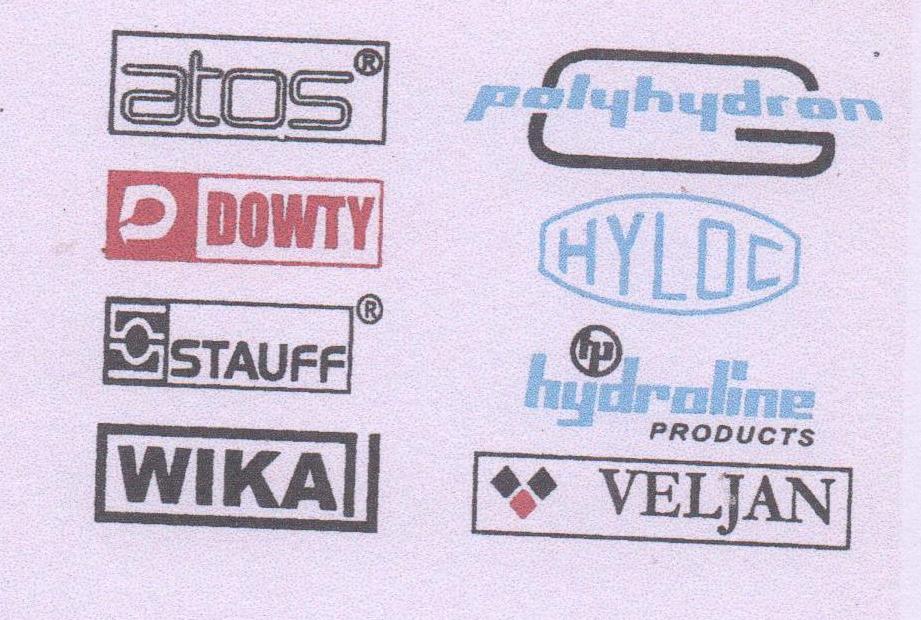 atos®
DOWTY
STAUFF®
WIKA
polyhydron
HYLOC
hp
hydroline
PRODUCTS
VELJAN